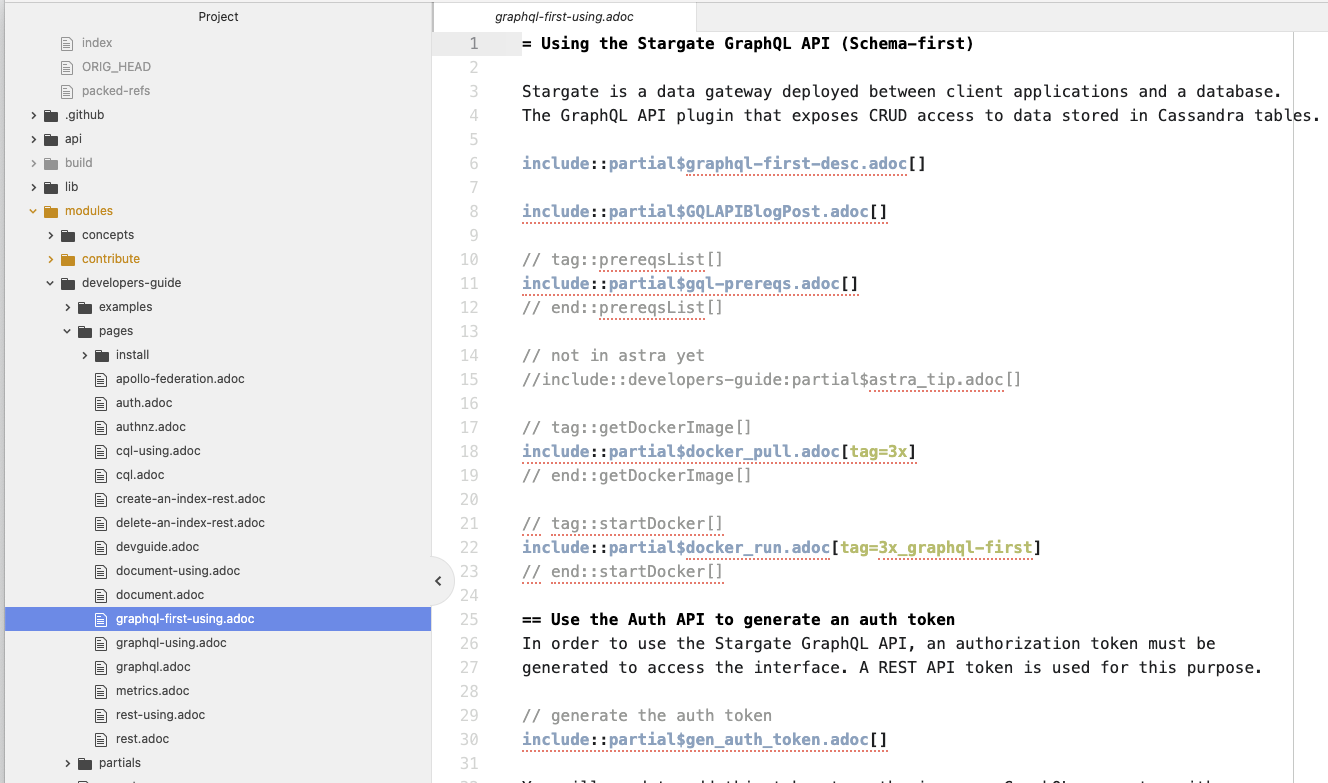 Project
index
ORIG_HEAD
packed-refs
.github
api
build
lib
modules
concepts
contribute
developers-guide
examples
pages
install
apollo-federation.adoc
auth.adoc
authnz.adoc
cql-using.adoc
cql.adoc
create-an-index-rest.adoc
delete-an-index-rest.adoc
devguide.adoc
document-using.adoc
document.adoc
graphql-first-using.adoc
graphql-using.adoc
graphql.adoc
metrics.adoc
rest-using.adoc
rest.adoc
partials
graphql-first-using.adoc
1 = Using the Stargate GraphQL API (Schema-first)
2
3 Stargate is a data gateway deployed between client applications and a database.
4 The GraphQL API plugin that exposes CRUD access to data stored in Cassandra tables.
5
6 include::partial$graphql-first-desc.adoc[]
7
8 include::partial$GQLAPIBlogPost.adoc[]
9
10 // tag::prereqsList[]
11 include::partial$gql-prereqs.adoc[]
12 // end::prereqsList[]
13
14 // not in astra yet
15 //include::developers-guide:partial$astra_tip.adoc[]
16
17 // tag::getDockerImage[]
18 include::partial$docker_pull.adoc[tag=3x]
19 // end::getDockerImage[]
20
21 // tag::startDocker[]
22 include::partial$docker_run.adoc[tag=3x_graphql-first]
23 // end::startDocker[]
24
25 == Use the Auth API to generate an auth token
26 In order to use the Stargate GraphQL API, an authorization token must be
27 generated to access the interface. A REST API token is used for this purpose.
28
29 // generate the auth token
30 include::partial$gen_auth_token.adoc[]
31